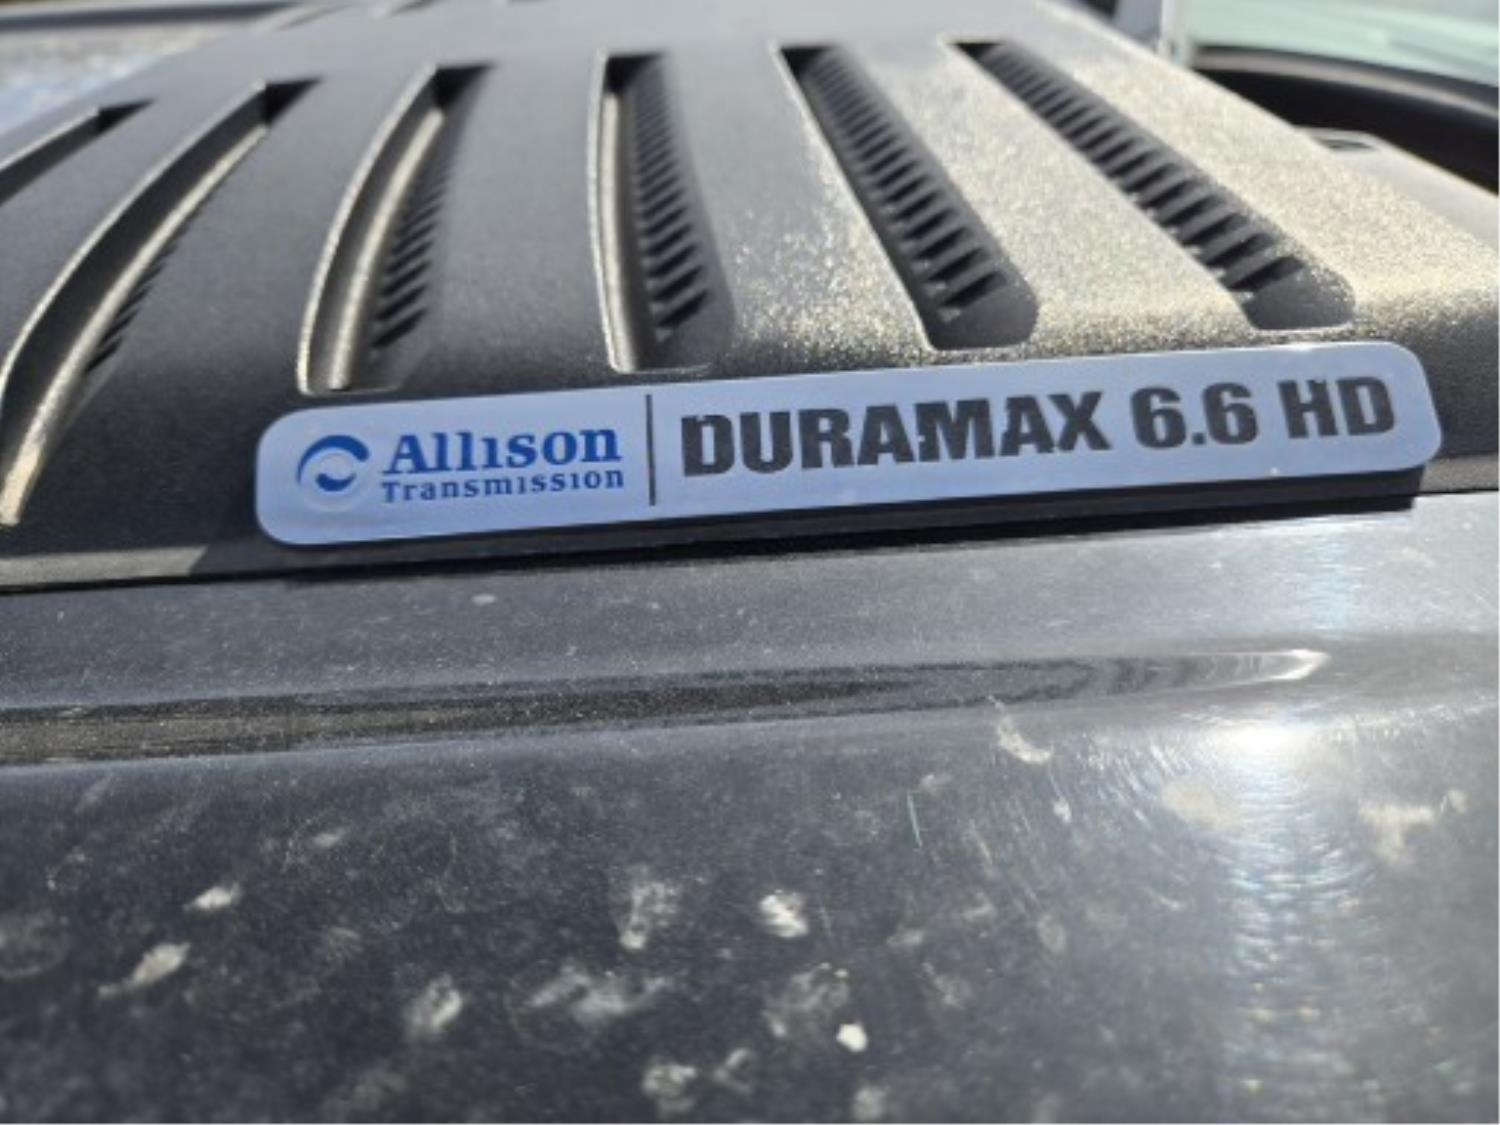 Allison
Transmission
DURAMAX 6.6 HD